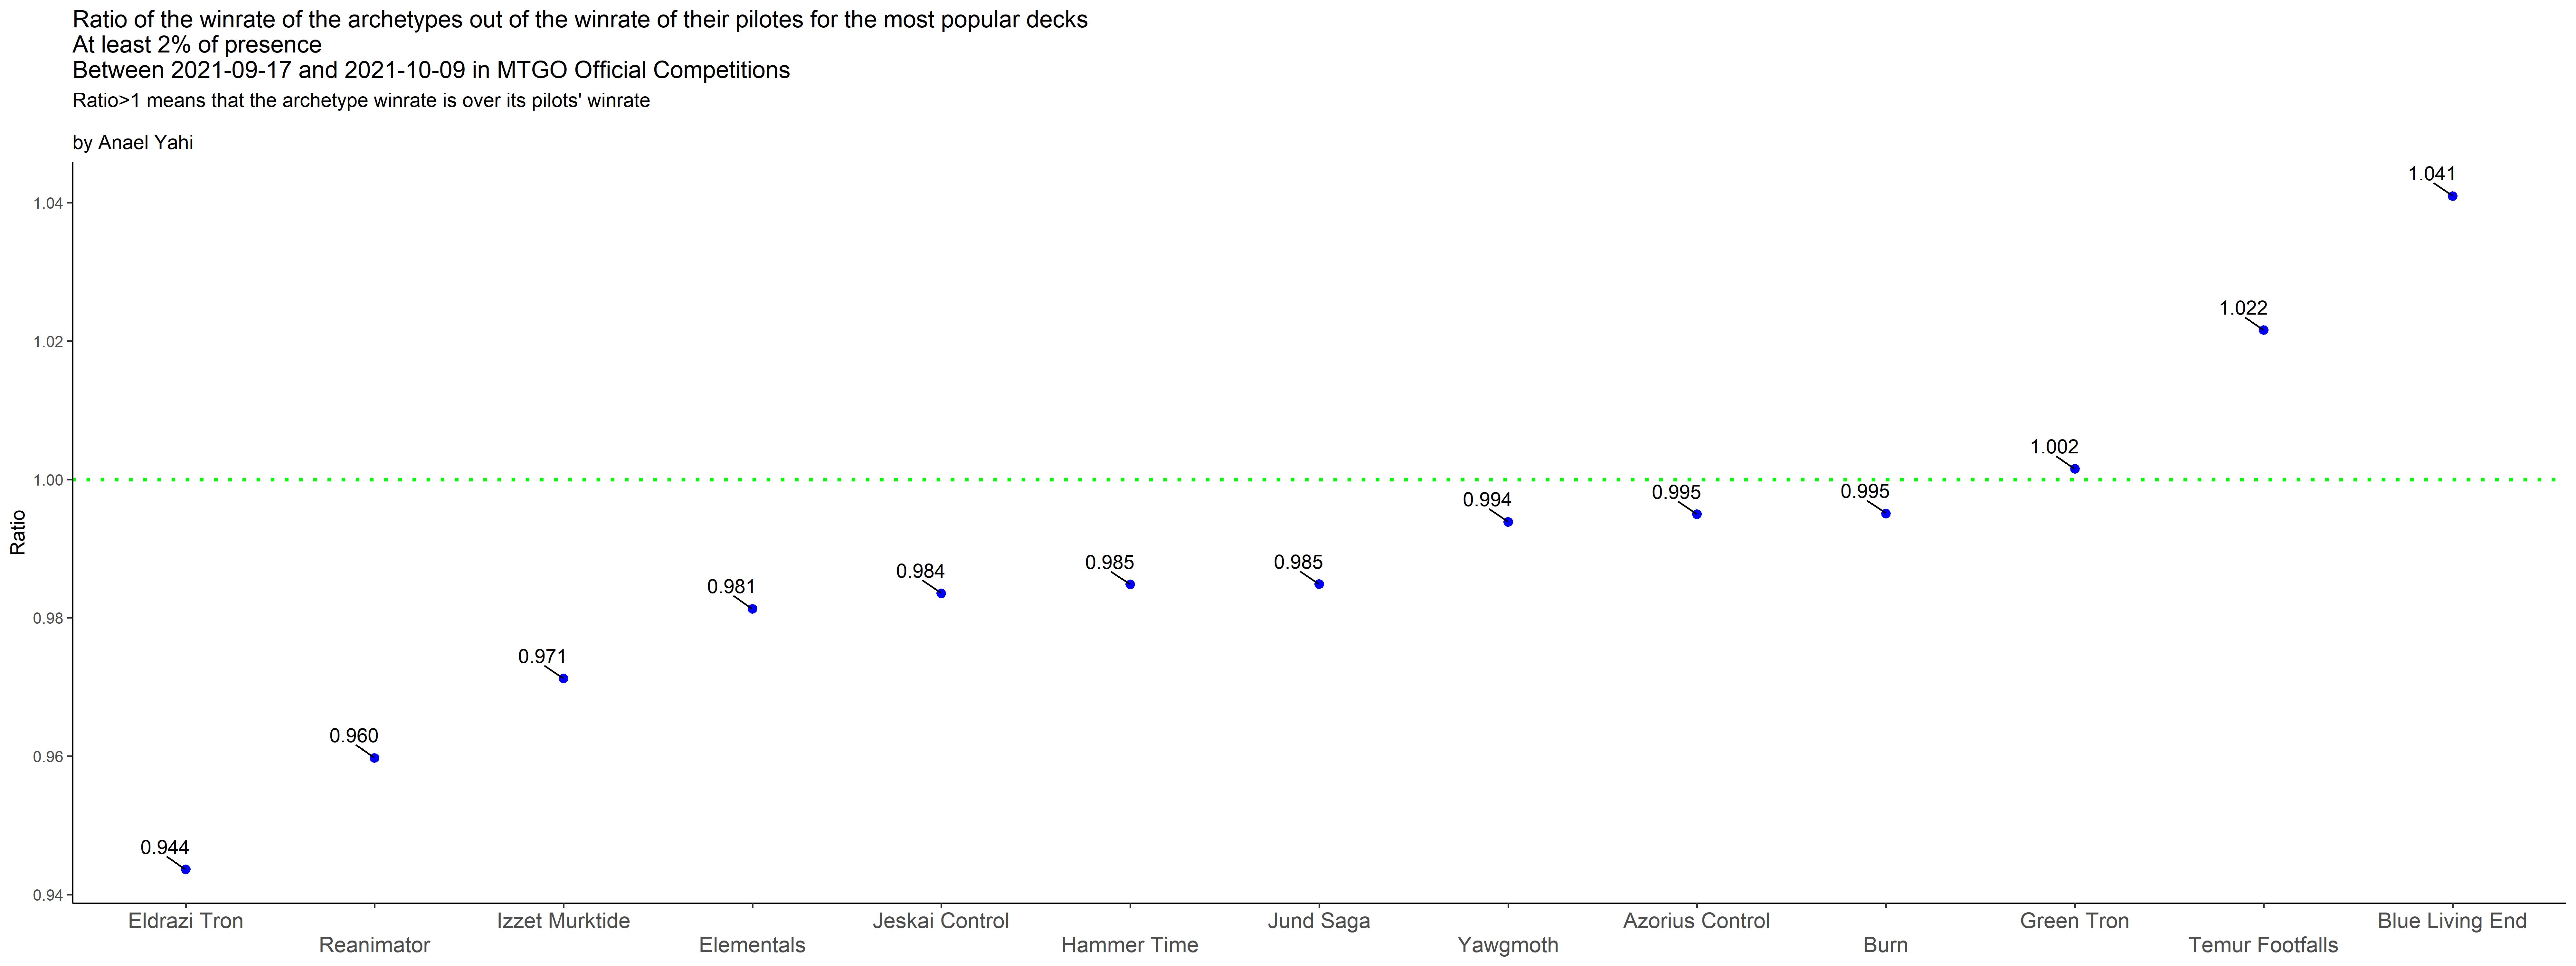 Ratio of the winrate of the archetypes out of the winrate of their pilotes for the most popular decks
At least 2% of presence
Between 2021-09-17 and 2021-10-09 in MTGO Official Competitions
Ratio>1 means that the archetype winrate is over its pilots' winrate
by Anael Yahi
1.041
1.04
1.022
1.02
1.002
1.00
0.994
0.995
0.995
Ratio
0.981
0.984
0.985
0.985
0.98
0.971
0.960
0.96
0.944
0.94
Eldrazi Tron
Reanimator
Izzet Murktide
Elementals
Jeskai Control
Hammer Time
Jund Saga
Yawgmoth
Azorius Control
Burn
Green Tron
Temur Footfalls
Blue Living End